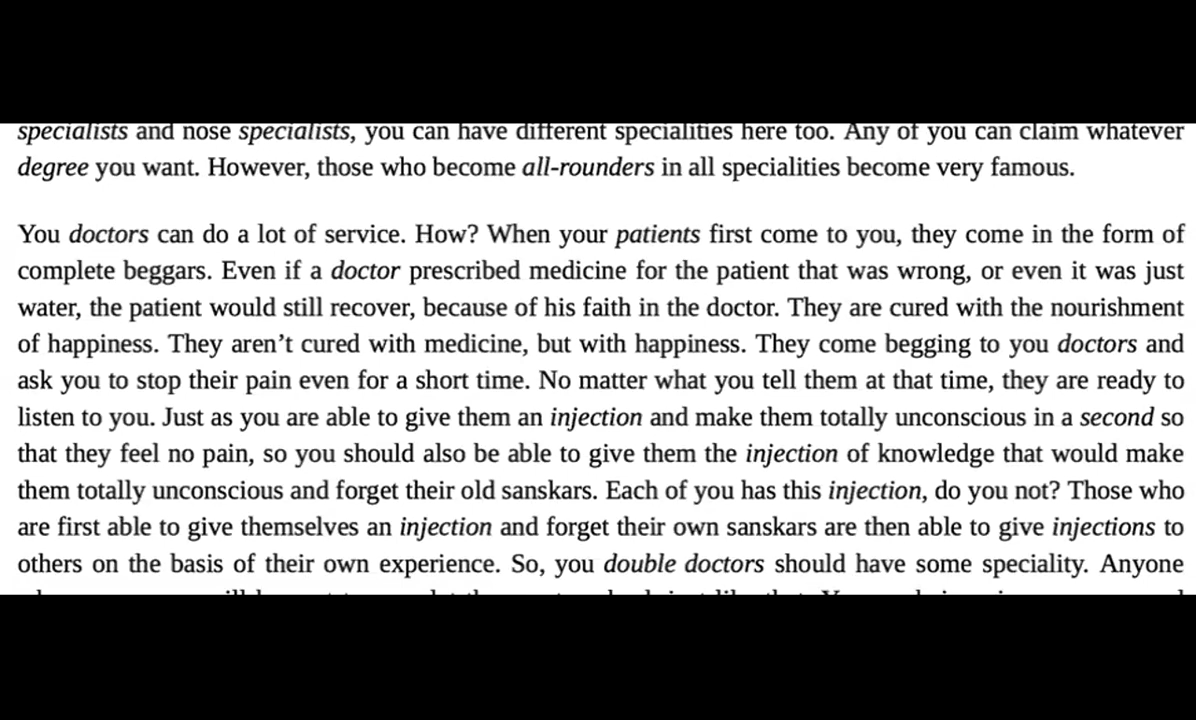 specialists and nose specialists, you can have different specialities here too. Any of you can claim whatever
degree you want. However, those who become all-rounders in all specialities become very famous.
You doctors can do a lot of service. How? When your patients first come to you, they come in the form of
complete beggars. Even if a doctor prescribed medicine for the patient that was wrong, or even it was just
water, the patient would still recover, because of his faith in the doctor. They are cured with the nourishment
of happiness. They aren’t cured with medicine, but with happiness. They come begging to you doctors and
ask you to stop their pain even for a short time. No matter what you tell them at that time, they are ready to
listen to you. Just as you are able to give them an injection and make them totally unconscious in a second so
that they feel no pain, so you should also be able to give them the injection of knowledge that would make
them totally unconscious and forget their old sanskars. Each of you has this injection, do you not? Those who
are first able to give themselves an injection and forget their own sanskars are then able to give injections to
others on the basis of their own experience. So, you double doctors should have some speciality. Anyone